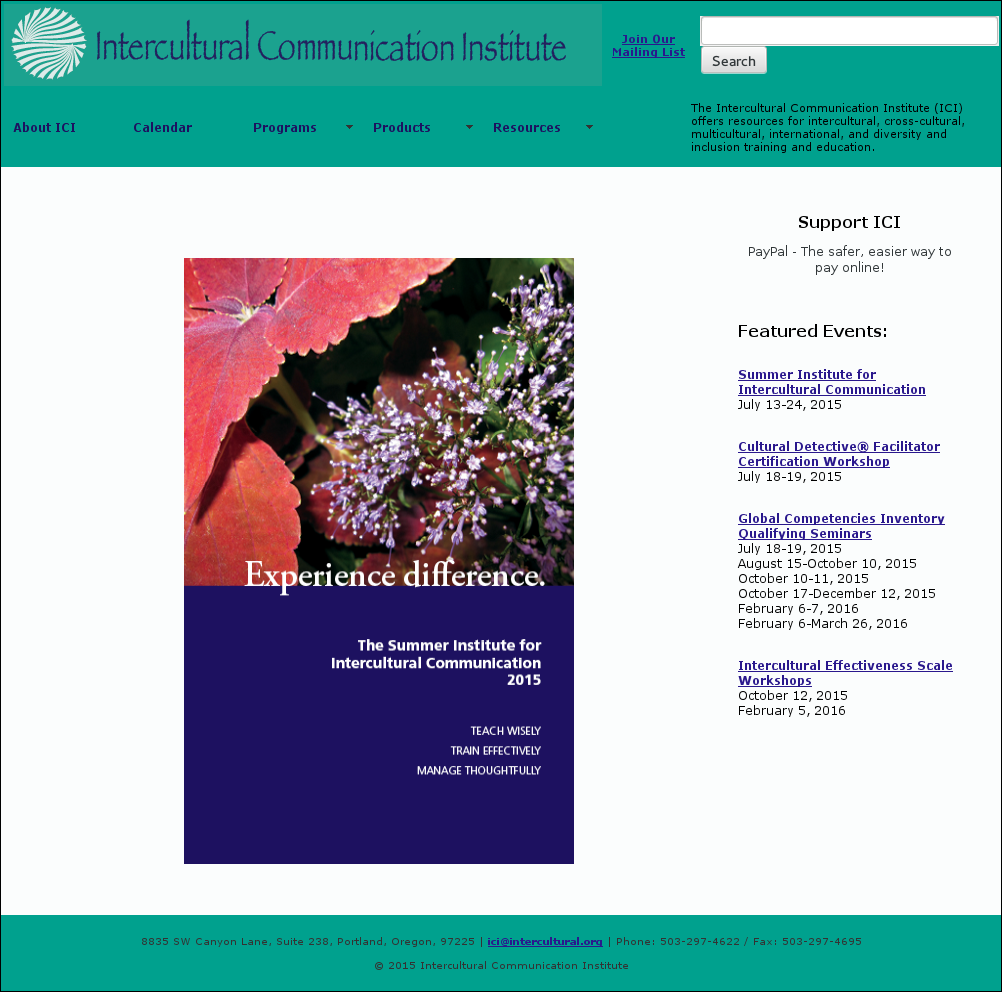 Intercultural Communication Institute
Join Our
Mailing List
Search
About ICI
Calendar
Programs
Products
Resources
The Intercultural Communication Institute (ICI)
offers resources for intercultural, cross-cultural,
multicultural, international, and diversity and
inclusion training and education.
Experience difference.
The Summer Institute for
Intercultural Communication
2015
TEACH WISELY
TRAIN EFFECTIVELY
MANAGE THOUGHTFULLY
Support ICI
PayPal - The safer, easier way to
pay online!
Featured Events:
Summer Institute for
Intercultural Communication
July 13-24, 2015
Cultural Detective® Facilitator
Certification Workshop
July 18-19, 2015
Global Competencies Inventory
Qualifying Seminars
July 18-19, 2015
August 15-October 10, 2015
October 10-11, 2015
October 17-December 12, 2015
February 6-7, 2016
February 6-March 26, 2016
Intercultural Effectiveness Scale
Workshops
October 12, 2015
February 5, 2016
8835 SW Canyon Lane, Suite 238, Portland, Oregon, 97225 | ici@intercultural.org | Phone: 503-297-4622 / Fax: 503-297-4695
© 2015 Intercultural Communication Institute